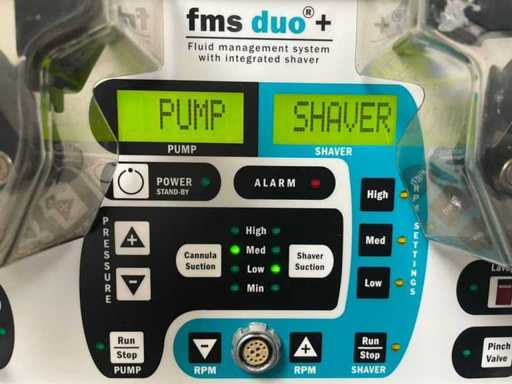 fms duo®+
Fluid management system
with integrated shaver
PUMP
SHAVER
PUMP
SHAVER
POWER
STAND-BY
ALARM
High
PRESSURE
High
Med
Low
Min
Cannula
Suction
Shaver
Suction
Med
SETTINGS
Low
Run
Stop
PUMP
RPM
RPM
Run
Stop
SHAVER
Pinch
Valve